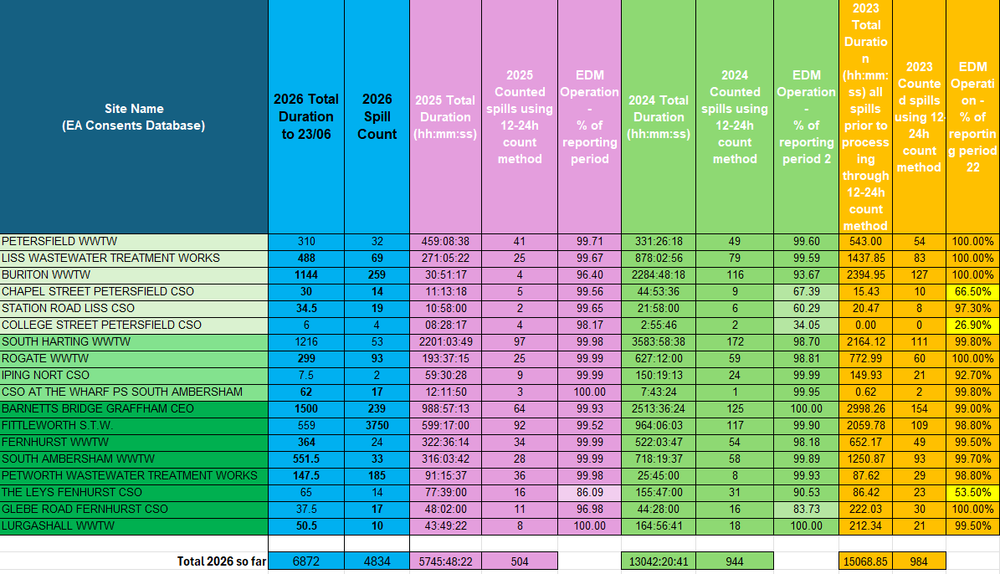 Site Name
(EA Consents Database)
2026 Total
Duration
to 23/06
2026
Spill
Count
2025 Total
Duration
(hh:mm:ss)
2025
Counted
spills using
12-24h
count
method
EDM
Operation
-
% of
reporting
period
2024 Total
Duration
(hh:mm:ss)
2024
Counted
spills using
12-24h
count
method
EDM
Operation
-
% of
reporting
period 2
2023
Total
Duratio
n
(hh:mm:
ss) all
spills
prior to
process
ing
through
12-24h
count
method
2023
Counte
d spills
using 12-
24h
count
method
EDM
Operati
on -
% of
reportin
g period
22
PETERSFIELD WWTW 310 32 459:08:38 41 99.71 331:26:18 49 99.60 543.00 54 100.00%
LISS WASTEWATER TREATMENT WORKS 488 69 271:05:22 25 99.67 878:02:56 79 99.59 1437.85 83 100.00%
BURITON WWTW 1144 259 30:51:17 4 96.40 2284:48:18 116 93.67 2394.95 127 100.00%
CHAPEL STREET PETERSFIELD CSO 30 14 11:13:18 5 99.56 44:53:36 9 67.39 15.43 10 66.50%
STATION ROAD LISS CSO 34.5 19 10:58:00 2 99.65 21:58:00 6 60.29 20.47 8 97.30%
COLLEGE STREET PETERSFIELD CSO 6 4 08:28:17 4 98.17 2:55:46 2 34.05 0.00 0 26.90%
SOUTH HARTING WWTW 1216 53 2201:03:49 97 99.98 3583:58:38 172 98.70 2164.12 111 99.80%
ROGATE WWTW 299 93 193:37:15 25 99.99 627:12:00 59 98.81 772.99 60 100.00%
IPING NORT CSO 7.5 2 59:30:28 9 99.99 150:19:13 24 99.99 149.93 21 92.70%
CSO AT THE WHARF PS SOUTH AMBERSHAM 62 17 12:11:50 3 100.00 7:43:24 1 99.95 0.62 2 99.80%
BARNETTS BRIDGE GRAFFHAM CEO 1500 239 988:57:13 64 99.93 2513:36:24 125 100.00 2998.26 154 99.00%
FITTLEWORTH S.T.W. 559 3750 599:17:00 92 99.52 964:06:03 117 99.90 2059.78 109 98.80%
FERNHURST WWTW 364 24 322:36:14 34 99.99 522:03:47 54 98.18 652.17 49 99.50%
SOUTH AMBERSHAM WWTW 551.5 33 316:03:42 28 99.99 718:19:37 58 99.89 1250.87 93 99.70%
PETWORTH WASTEWATER TREATMENT WORKS 147.5 185 91:15:37 36 99.98 25:45:00 8 99.93 87.62 29 98.80%
THE LEYS FENHURST CSO 65 14 77:39:00 16 86.09 155:47:00 31 90.53 86.42 23 53.50%
GLEBE ROAD FERNHURST CSO 37.5 17 48:02:00 11 96.98 44:28:00 16 83.73 222.03 30 100.00%
LURGASHALL WWTW 50.5 10 43:49:22 8 100.00 164:56:41 18 100.00 212.34 21 99.50%
Total 2026 so far 6872 4834 5745:48:22 504 13042:20:41 944 15068.85 984